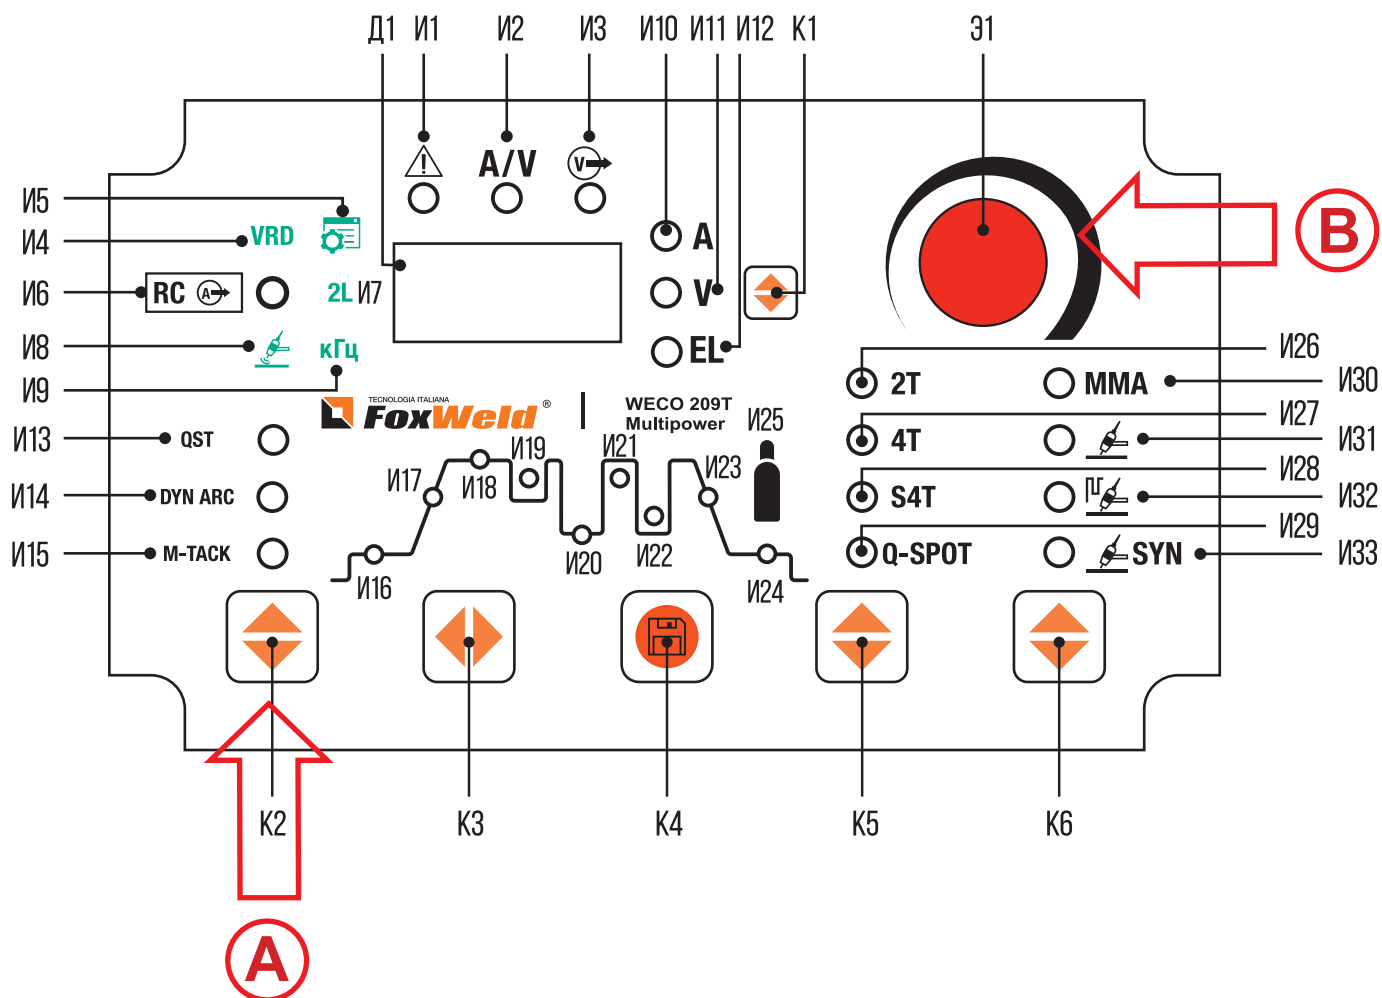 Д1 И1 И2 И3 И10 И11 И12 К1 Э1
A/V
V
И5
И4 VRD
A
И6 RC A 2L И7
V
B
И8 кГц
EL
И9
И26
2T MMA И30
TECNOLOGIA ITALIANA
FoxWeld ®
WECO 209T
Multipower
И25
И27
И13 QST
4T И31
И19 И21
И17 И18 И23
И28
И14 DYN ARC
S4T И32
И29
И15 M-TACK
И20 И22
Q-SPOT SYN И33
И16 И24
К2 К3 К4 К5 К6
A